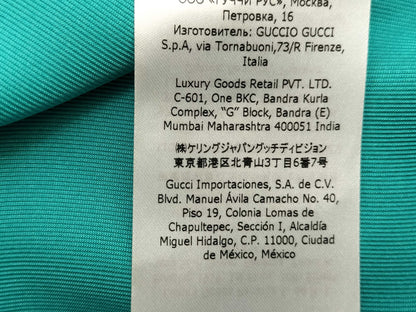 ООО "ГУЧЧИ РУС", Москва,
Петровка, 16
Изготовитель: GUCCIO GUCCI
S.p.A, via Tornabuoni,73/R Firenze,
Italia
Luxury Goods Retail PVT. LTD.
C-601, One BKC, Bandra Kurla
Complex, "G" Block, Bandra (E)
Mumbai Maharashtra 400051 India
㈱ケリングジャパングッチディビジョン
東京都港区北青山3丁目6番7号
Gucci Importaciones, S.A. de C.V.
Blvd. Manuel Ávila Camacho No. 40,
Piso 19, Colonia Lomas de
Chapultepec, Sección I, Alcaldía
Miguel Hidalgo, C.P. 11000, Ciudad
de México, México